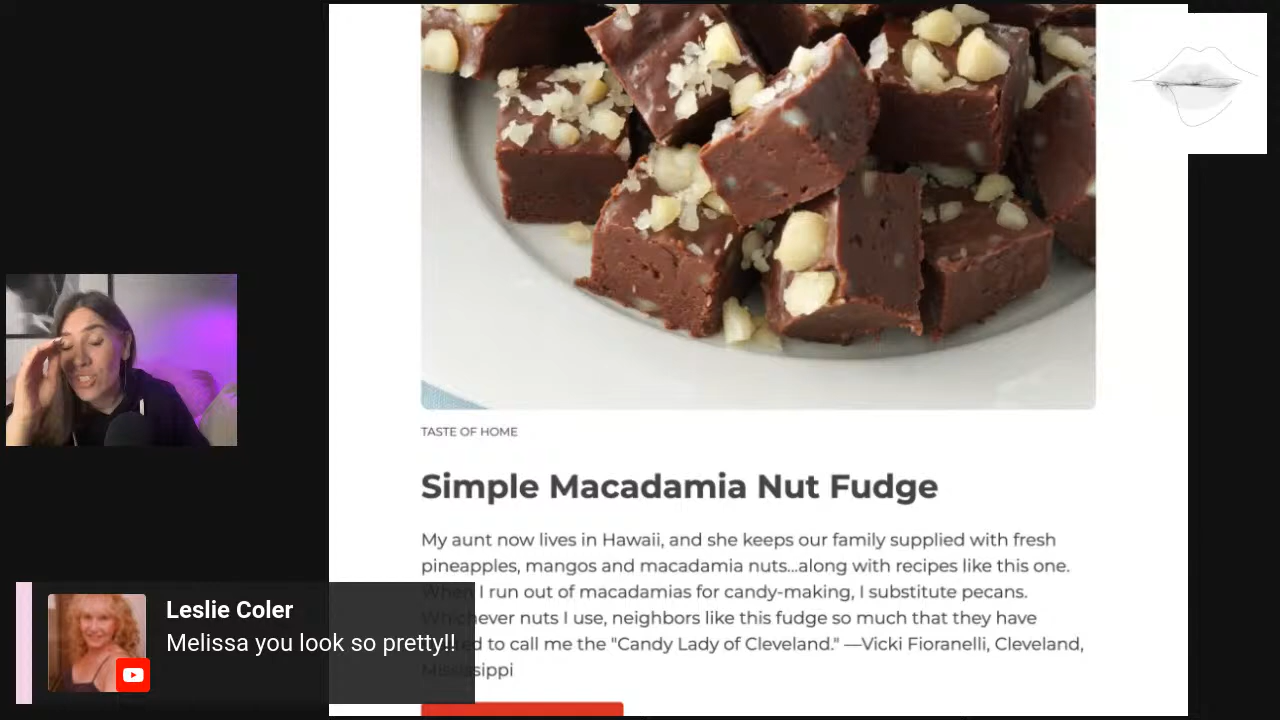 TASTE OF HOME
Simple Macadamia Nut Fudge
My aunt now lives in Hawaii, and she keeps our family supplied with fresh
pineapples, mangos and macadamia nuts...along with recipes like this one.
When I run out of macadamias for candy-making, I substitute pecans.
Whichever nuts I use, neighbors like this fudge so much that they have
to call me the "Candy Lady of Cleveland." —Vicki Fioranelli, Cleveland,
Mississippi
Leslie Coler
Melissa you look so pretty!!